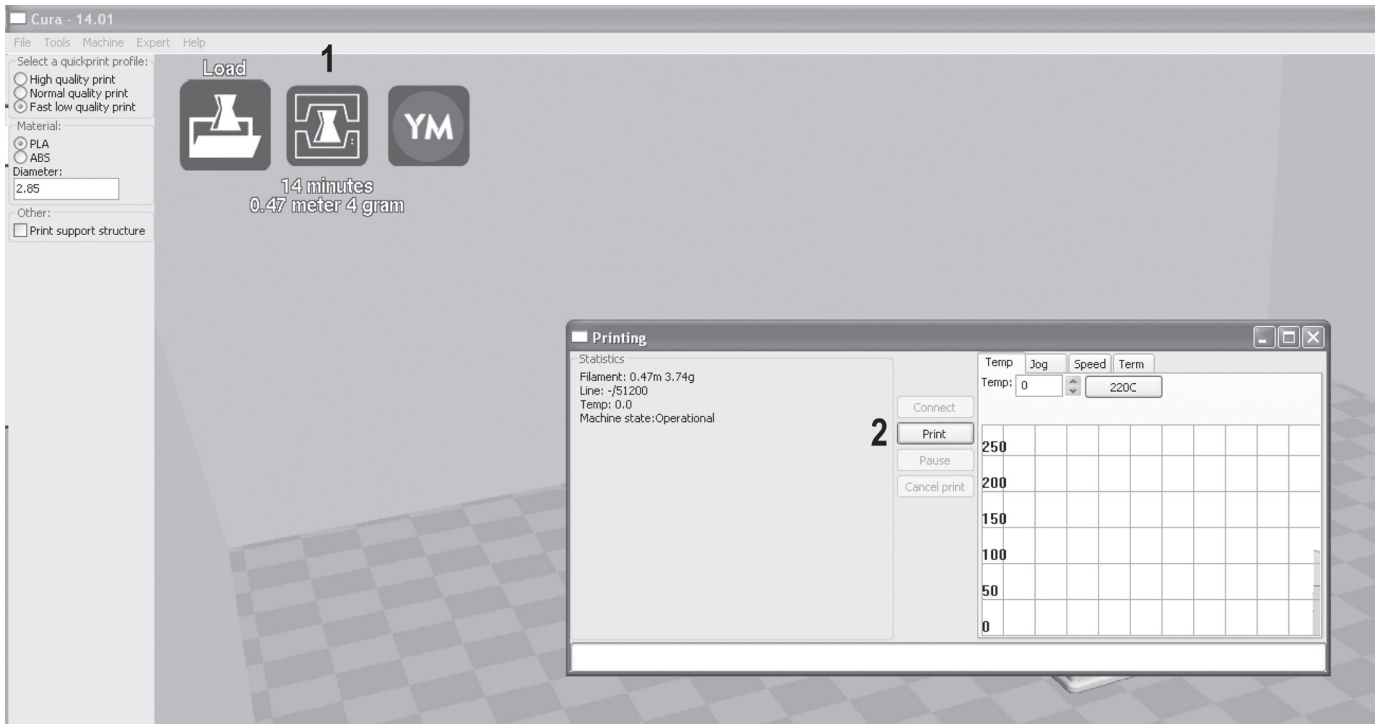 Cura - 14.01
File Tools Machine Expert Help
Select a quickprint profile:
High quality print
Normal quality print
Fast low quality print
Material:
PLA
ABS
Diameter:
2.85
Other:
Print support structure
Load
1
YM
14 minutes
0.47 meter 4 gram
Printing
Statistics
Filament: 0.47m 3.74g
Line: -/51200
Temp: 0.0
Machine state:Operational
Connect
2
Print
Pause
Cancel print
Temp Jog Speed Term
Temp: 0 220C
250
200
150
100
50
0